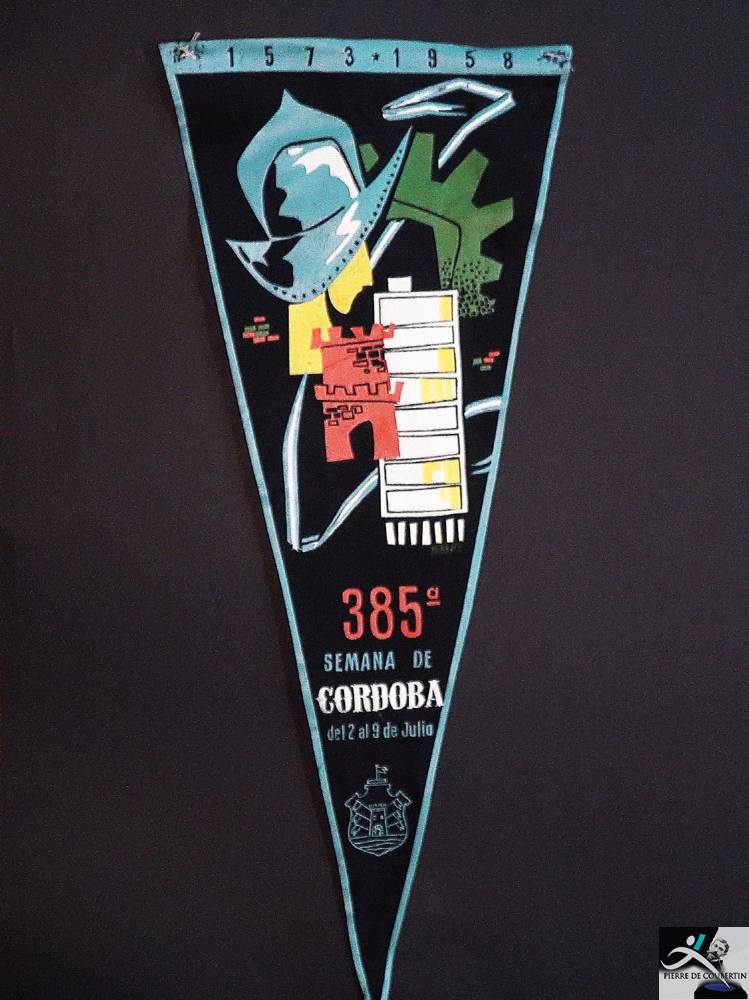 1573*1958
385ª
SEMANA DE
CORDOBA
del 2 al 9 de Julio
PIERRE DE COUBERTIN